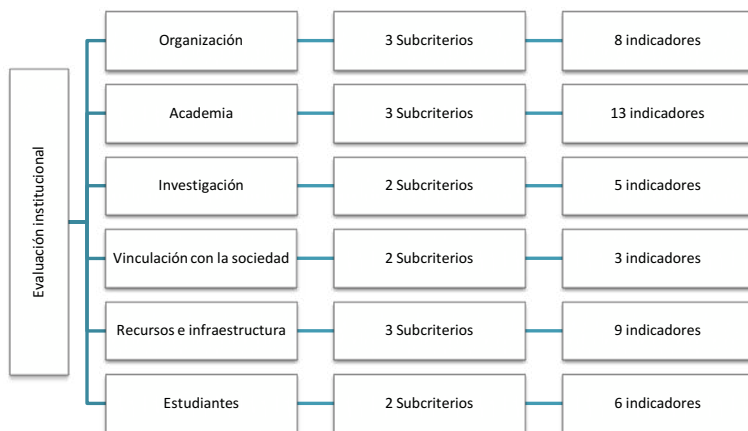 Evaluación institucional
Organización
3 Subcriterios
8 indicadores
Academia
3 Subcriterios
13 indicadores
Investigación
2 Subcriterios
5 indicadores
Vinculación con la sociedad
2 Subcriterios
3 indicadores
Recursos e infraestructura
3 Subcriterios
9 indicadores
Estudiantes
2 Subcriterios
6 indicadores